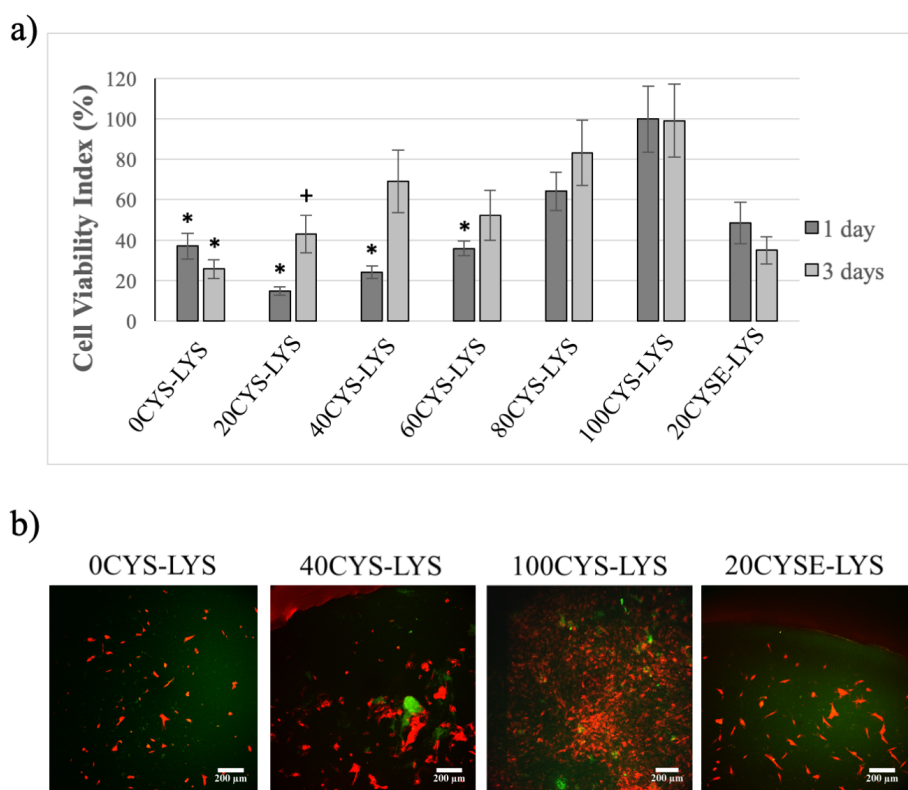 a)
Cell Viability Index (%)
120
100
80
60
40
20
0
*
*
*
+
*
*
0CYS-LYS
20CYS-LYS
40CYS-LYS
60CYS-LYS
80CYS-LYS
100CYS-LYS
20CYSE-LYS
1 day
3 days
b)
0CYS-LYS
40CYS-LYS
100CYS-LYS
20CYSE-LYS
200 µm
200 µm
200 µm
200 µm